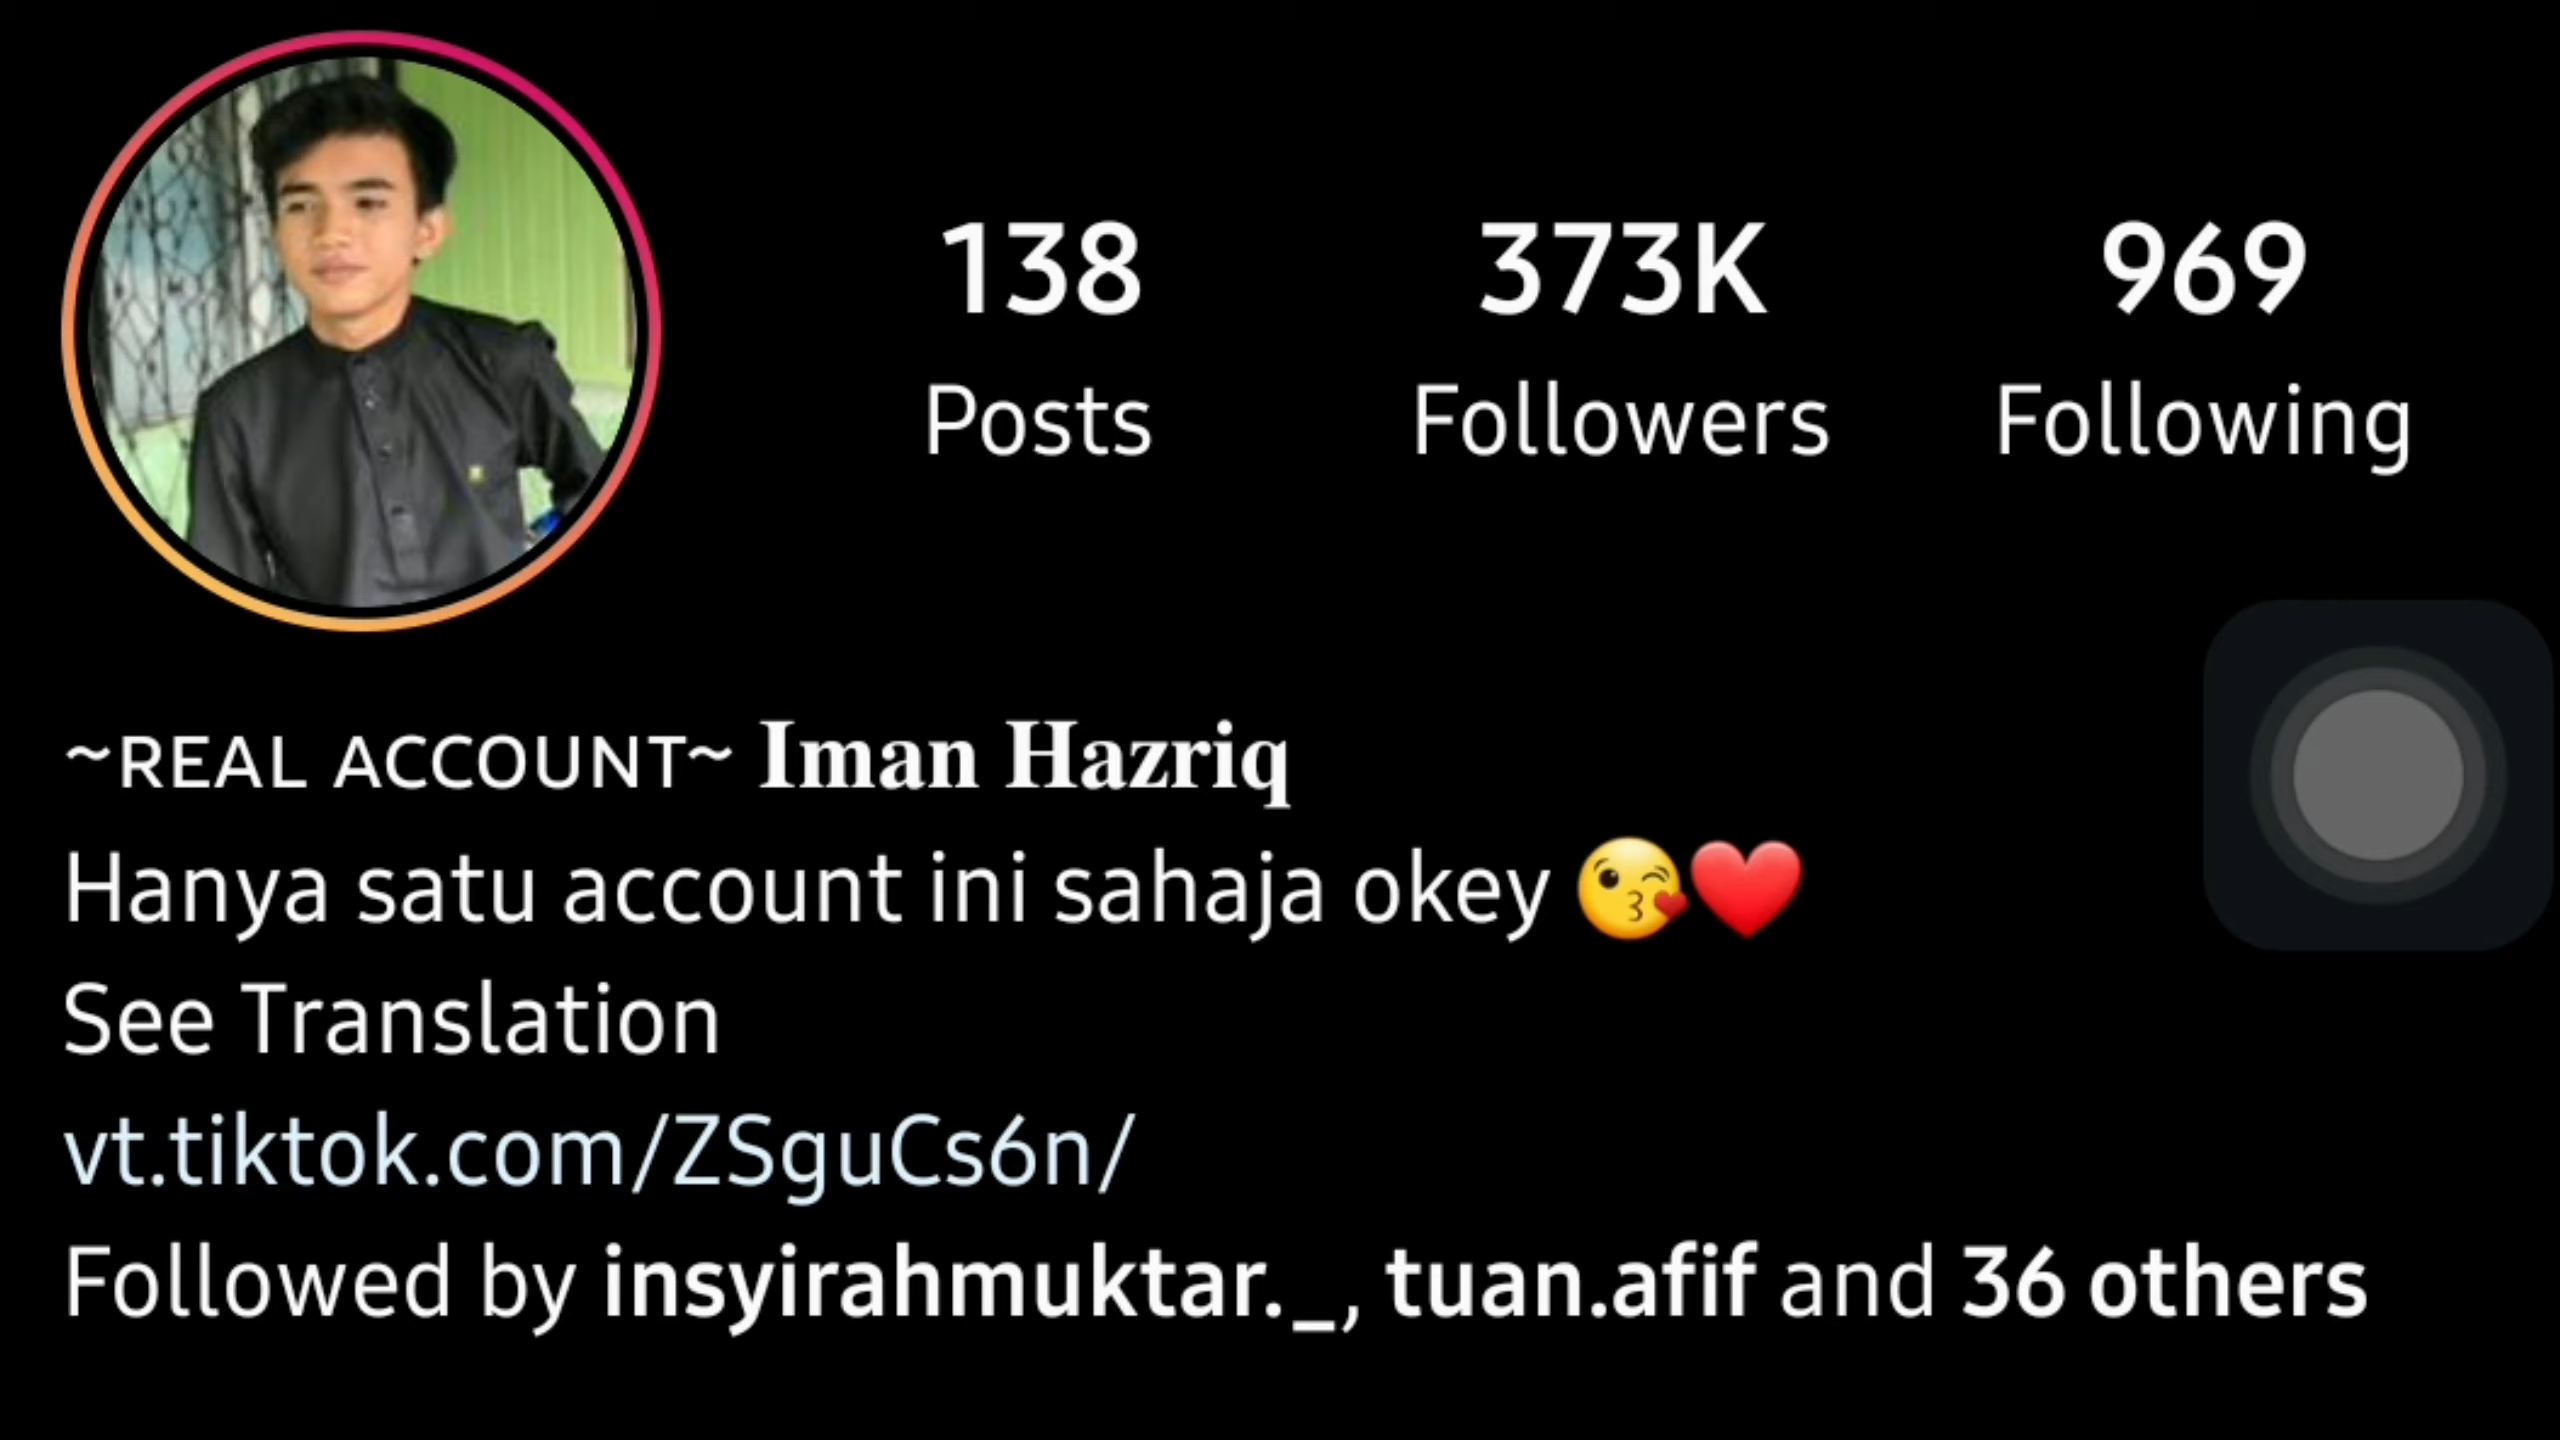 138 373K 969
Posts Followers Following
~REAL ACCOUNT~ Iman Hazriq
Hanya satu account ini sahaja okey 😘❤️
See Translation
vt.tiktok.com/ZSguCs6n/
Followed by insyirahmuktar._, tuan.afif and 36 others